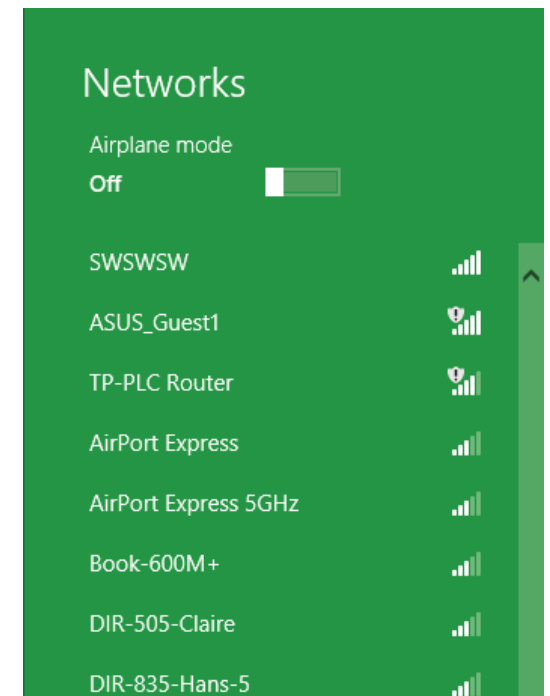 Networks
Airplane mode
Off
SWSWSW
ASUS_Guest1
TP-PLC Router
AirPort Express
AirPort Express 5GHz
Book-600M+
DIR-505-Claire
DIR-835-Hans-5